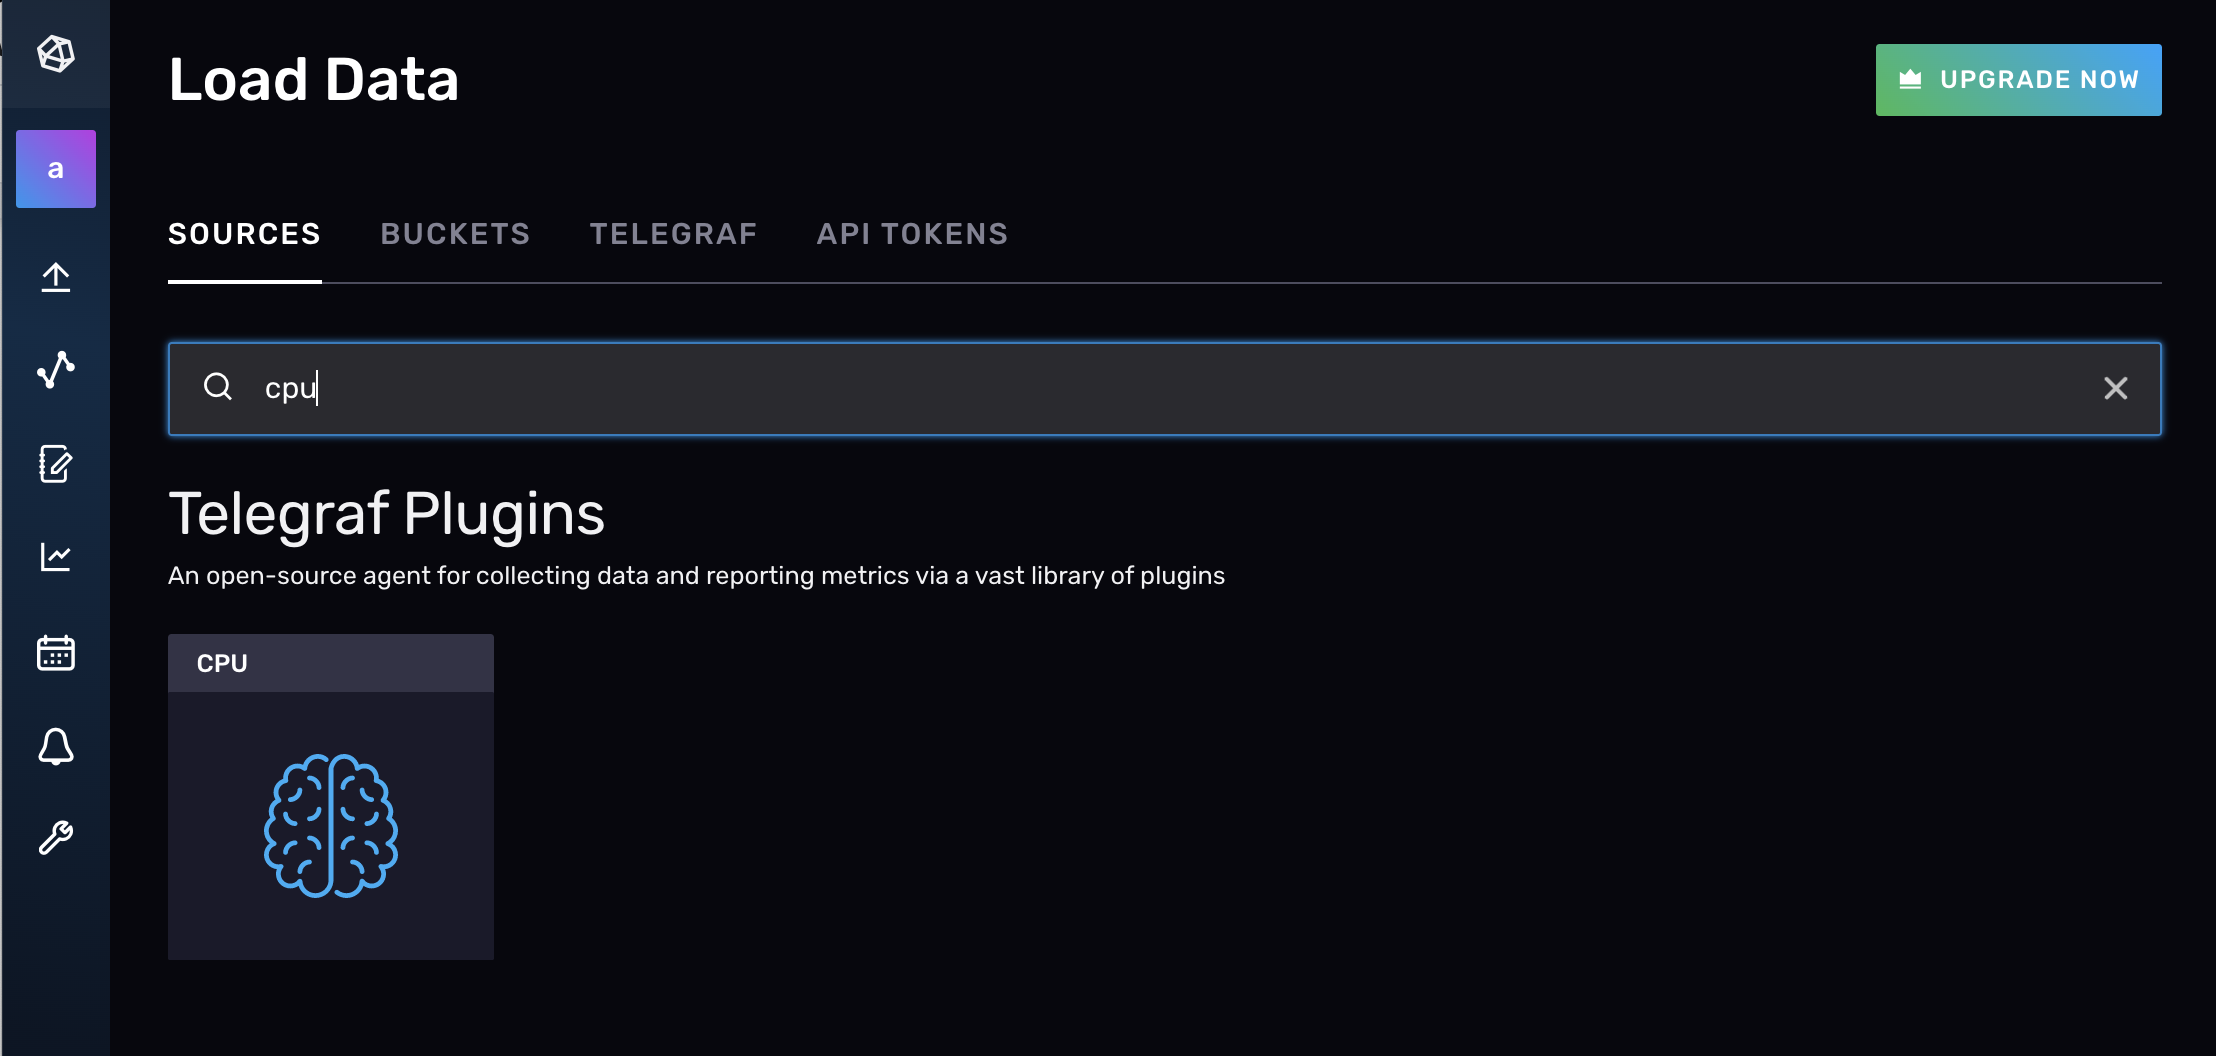 Load Data
UPGRADE NOW
a
SOURCES BUCKETS TELEGRAF API TOKENS
cpu
Telegraf Plugins
An open-source agent for collecting data and reporting metrics via a vast library of plugins
CPU